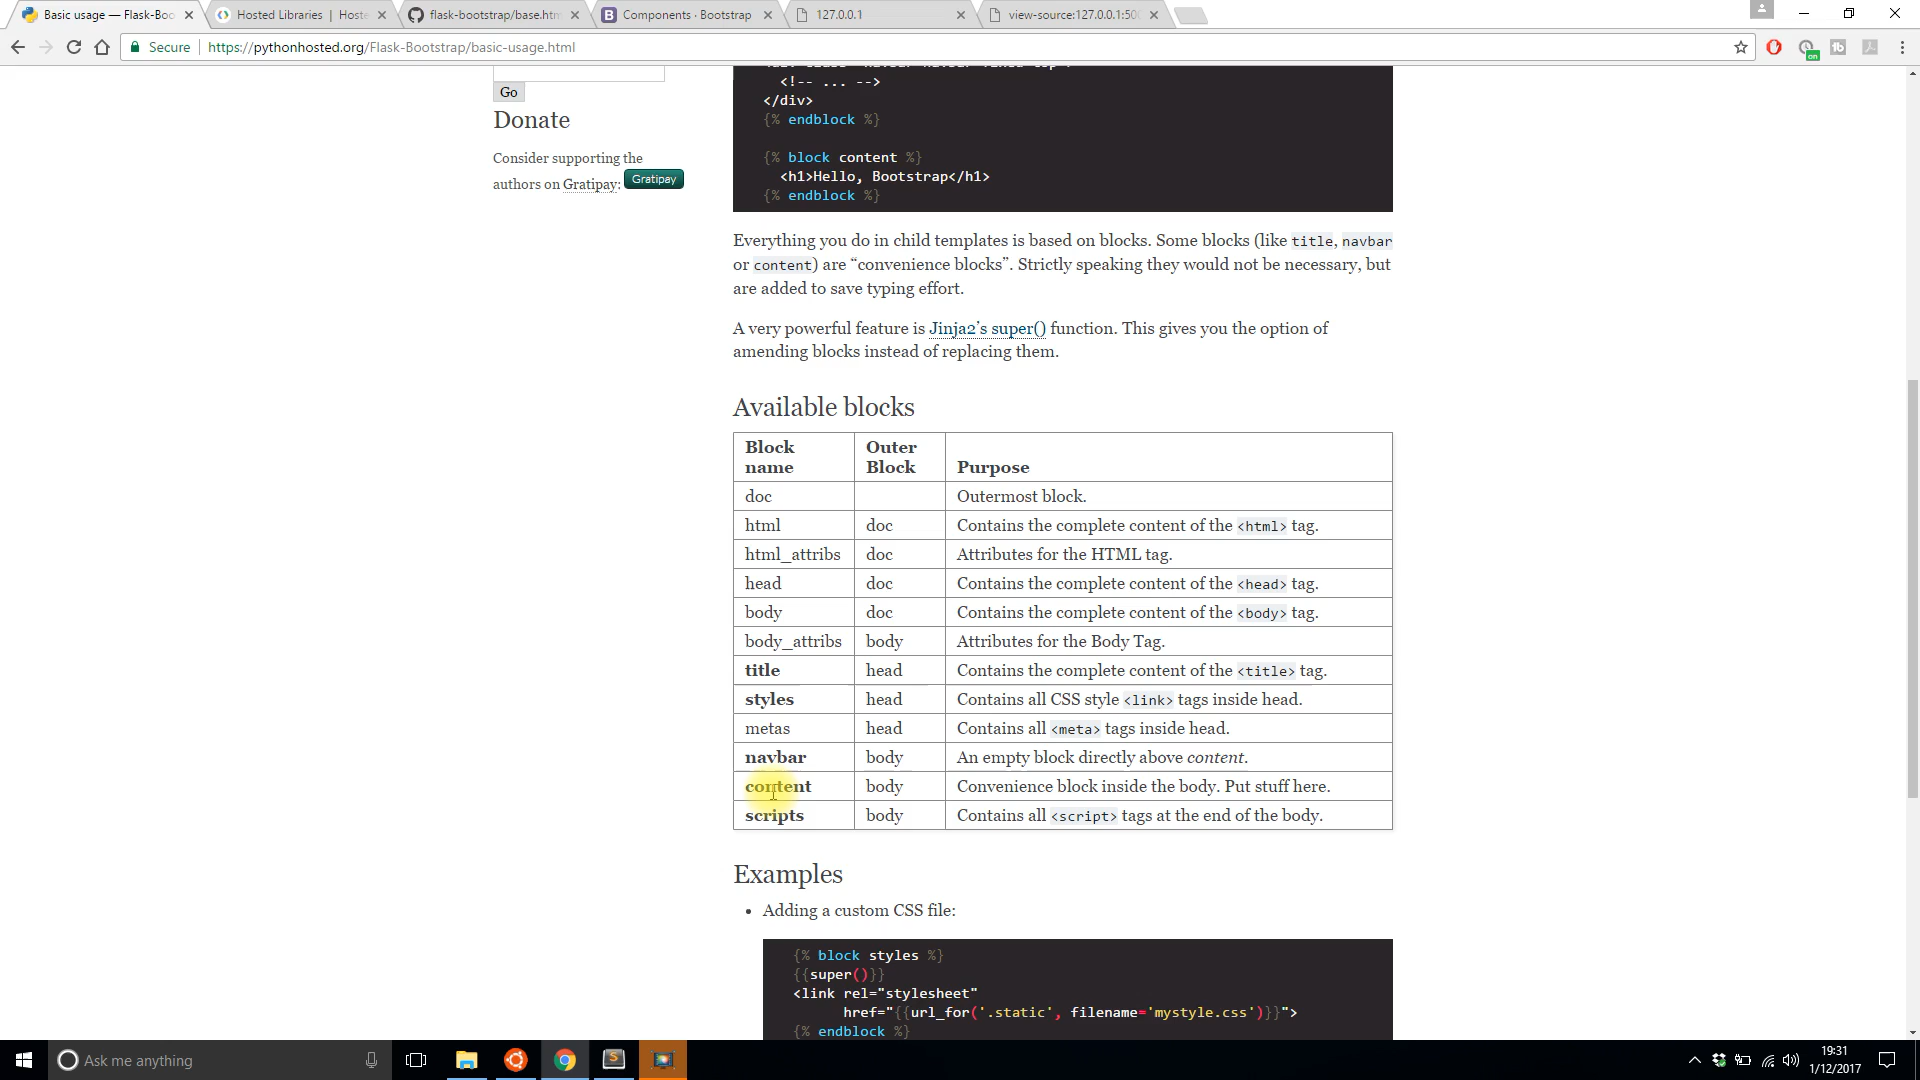 Basic usage — Flask-Boo
Hosted Libraries | Hoste
flask-bootstrap/base.htm
Components · Bootstrap
127.0.0.1
view-source:127.0.0.1:500
Secure
https://pythonhosted.org/Flask-Bootstrap/basic-usage.html
on
Go
Donate
Consider supporting the
authors on Gratipay: Gratipay
<!-- ... -->
</div>
{% endblock %}
{% block content %}
<h1>Hello, Bootstrap</h1>
{% endblock %}
Everything you do in child templates is based on blocks. Some blocks (like title, navbar
or content) are “convenience blocks”. Strictly speaking they would not be necessary, but
are added to save typing effort.
A very powerful feature is Jinja2’s super() function. This gives you the option of
amending blocks instead of replacing them.
Available blocks
Block name Outer Block Purpose
doc Outermost block.
html doc Contains the complete content of the <html> tag.
html_attribs doc Attributes for the HTML tag.
head doc Contains the complete content of the <head> tag.
body doc Contains the complete content of the <body> tag.
body_attribs body Attributes for the Body Tag.
title head Contains the complete content of the <title> tag.
styles head Contains all CSS style <link> tags inside head.
metas head Contains all <meta> tags inside head.
navbar body An empty block directly above content.
content body Convenience block inside the body. Put stuff here.
scripts body Contains all <script> tags at the end of the body.
Examples
• Adding a custom CSS file:
{% block styles %}
{{super()}}
<link rel="stylesheet"
href="{{url_for('.static', filename='mystyle.css')}}">
{% endblock %}
Ask me anything
19:31
1/12/2017